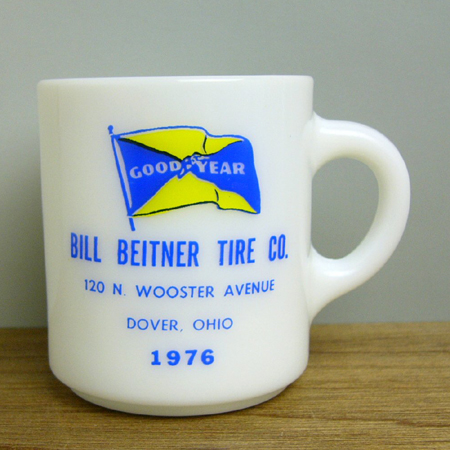 GOOD YEAR
BILL BEITNER TIRE CO.
120 N. WOOSTER AVENUE
DOVER, OHIO
1976